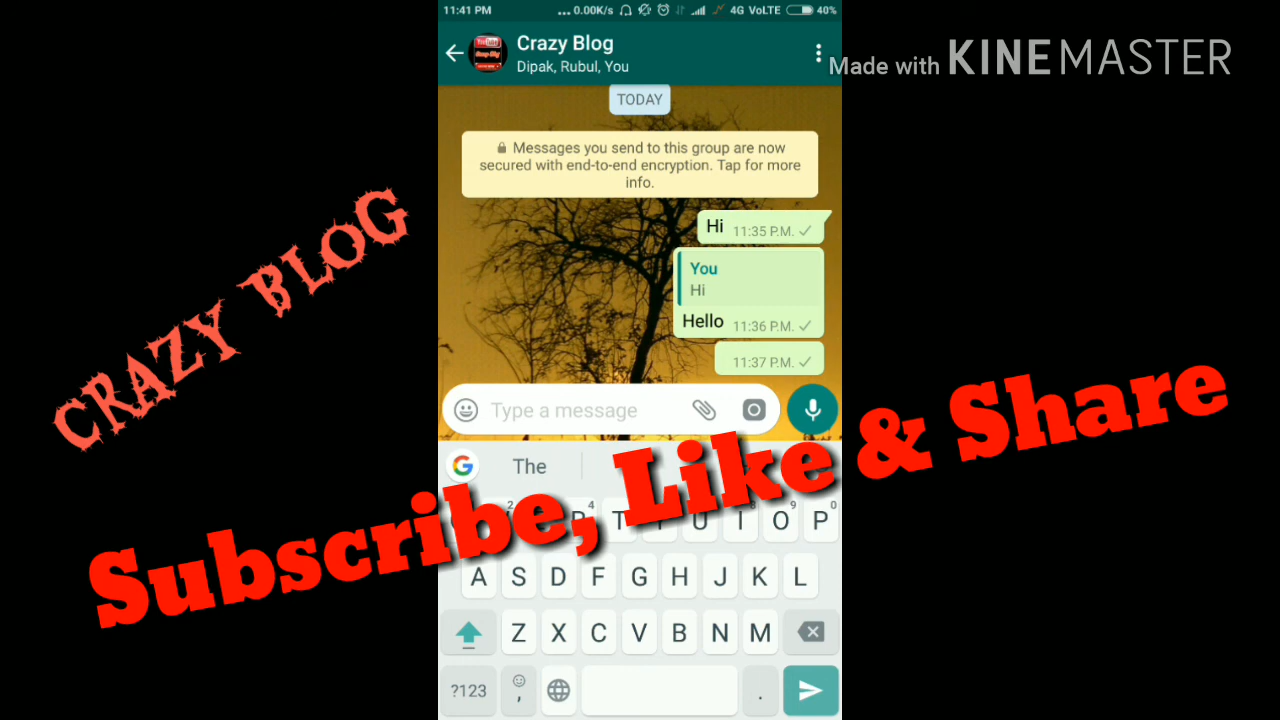 11:41 PM
... 0.00K/s
4G VoLTE
40%
Crazy Blog
Dipak, Rubul, You
Made with KINEMASTER
TODAY
Messages you send to this group are now
secured with end-to-end encryption. Tap for more
info.
Hi 11:35 P.M.
You
Hi
Hello 11:36 P.M.
11:37 P.M.
CRAZY BLOG
Type a message
Subscribe, Like & Share
The
U I O P
A S D F G H J K L
Z X C V B N M
?123 , .